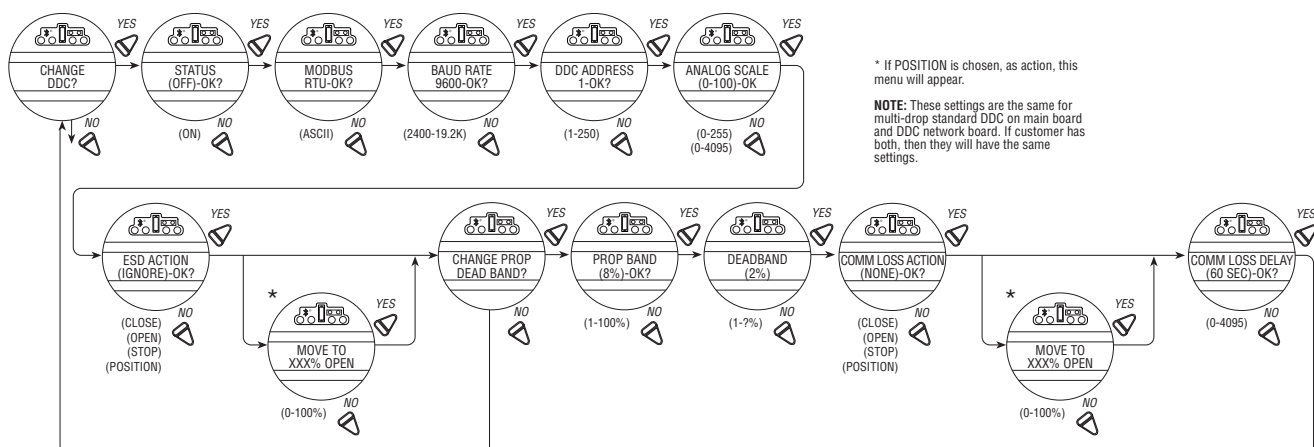 YES
YES
YES
YES
YES
YES
CHANGE
DDC?
STATUS
(OFF)-OK?
MODBUS
RTU-OK?
BAUD RATE
9600-OK?
DDC ADDRESS
1-OK?
ANALOG SCALE
(0-100)-OK
NO
NO
NO
NO
NO
NO
(ON)
(ASCII)
(2400-19.2K)
(1-250)
(0-255)
(0-4095)
* If POSITION is chosen, as action, this
menu will appear.
NOTE: These settings are the same for
multi-drop standard DDC on main board
and DDC network board. If customer has
both, then they will have the same
settings.
YES
YES
YES
YES
YES
YES
ESD ACTION
(IGNORE)-OK?
CHANGE PROP
DEAD BAND?
PROP BAND
(8%)-OK?
DEADBAND
(2%)
COMM LOSS ACTION
(NONE)-OK?
COMM LOSS DELAY
(60 SEC)-OK?
NO
NO
NO
NO
NO
NO
(CLOSE)
(OPEN)
(STOP)
(POSITION)
*
YES
MOVE TO
XXX% OPEN
NO
(0-100%)
(1-100%)
(1-?%)
(CLOSE)
(OPEN)
(STOP)
(POSITION)
*
YES
MOVE TO
XXX% OPEN
NO
(0-100%)
(0-4095)